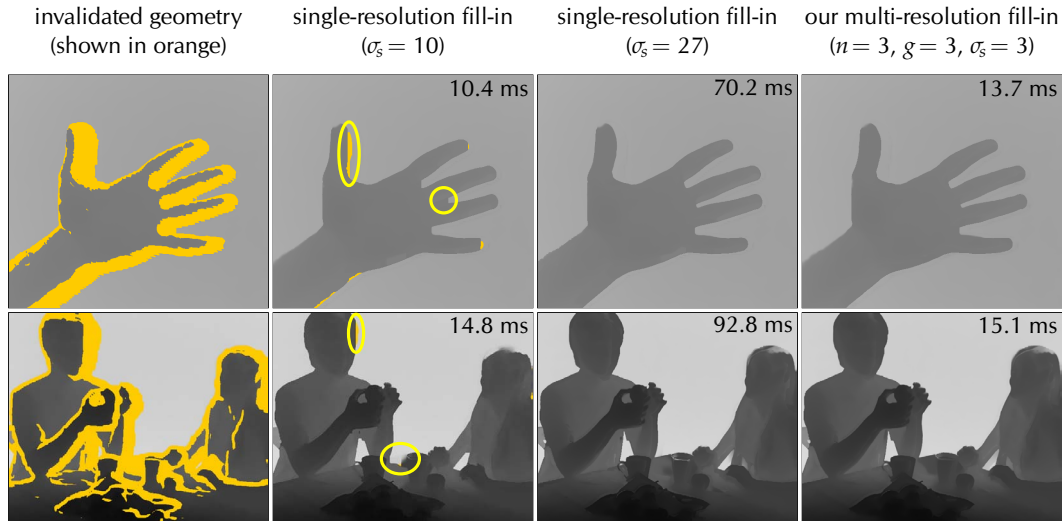 invalidated geometry
(shown in orange)
single-resolution fill-in
(σs = 10)
single-resolution fill-in
(σs = 27)
our multi-resolution fill-in
(n = 3, g = 3, σs = 3)
10.4 ms
70.2 ms
13.7 ms
14.8 ms
92.8 ms
15.1 ms